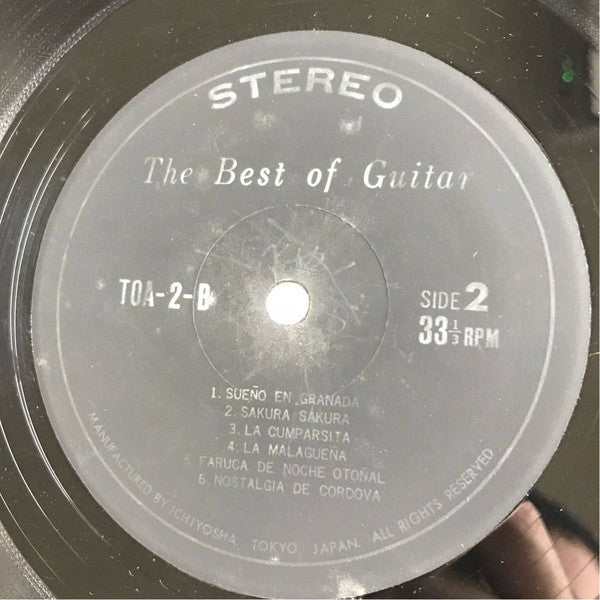 STEREO
The Best of Guitar
TOA-2-B
SIDE 2
33 1/3 RPM
1. SUEÑO EN GRANADA
2. SAKURA SAKURA
3. LA CUMPARSITA
4. LA MALAGUEÑA
5. FARUCA DE NOCHE OTOÑAL
6. NOSTALGIA DE CORDOVA
MANUFACTURED BY ICHIYOSHA, TOKYO, JAPAN. ALL RIGHTS RESERVED